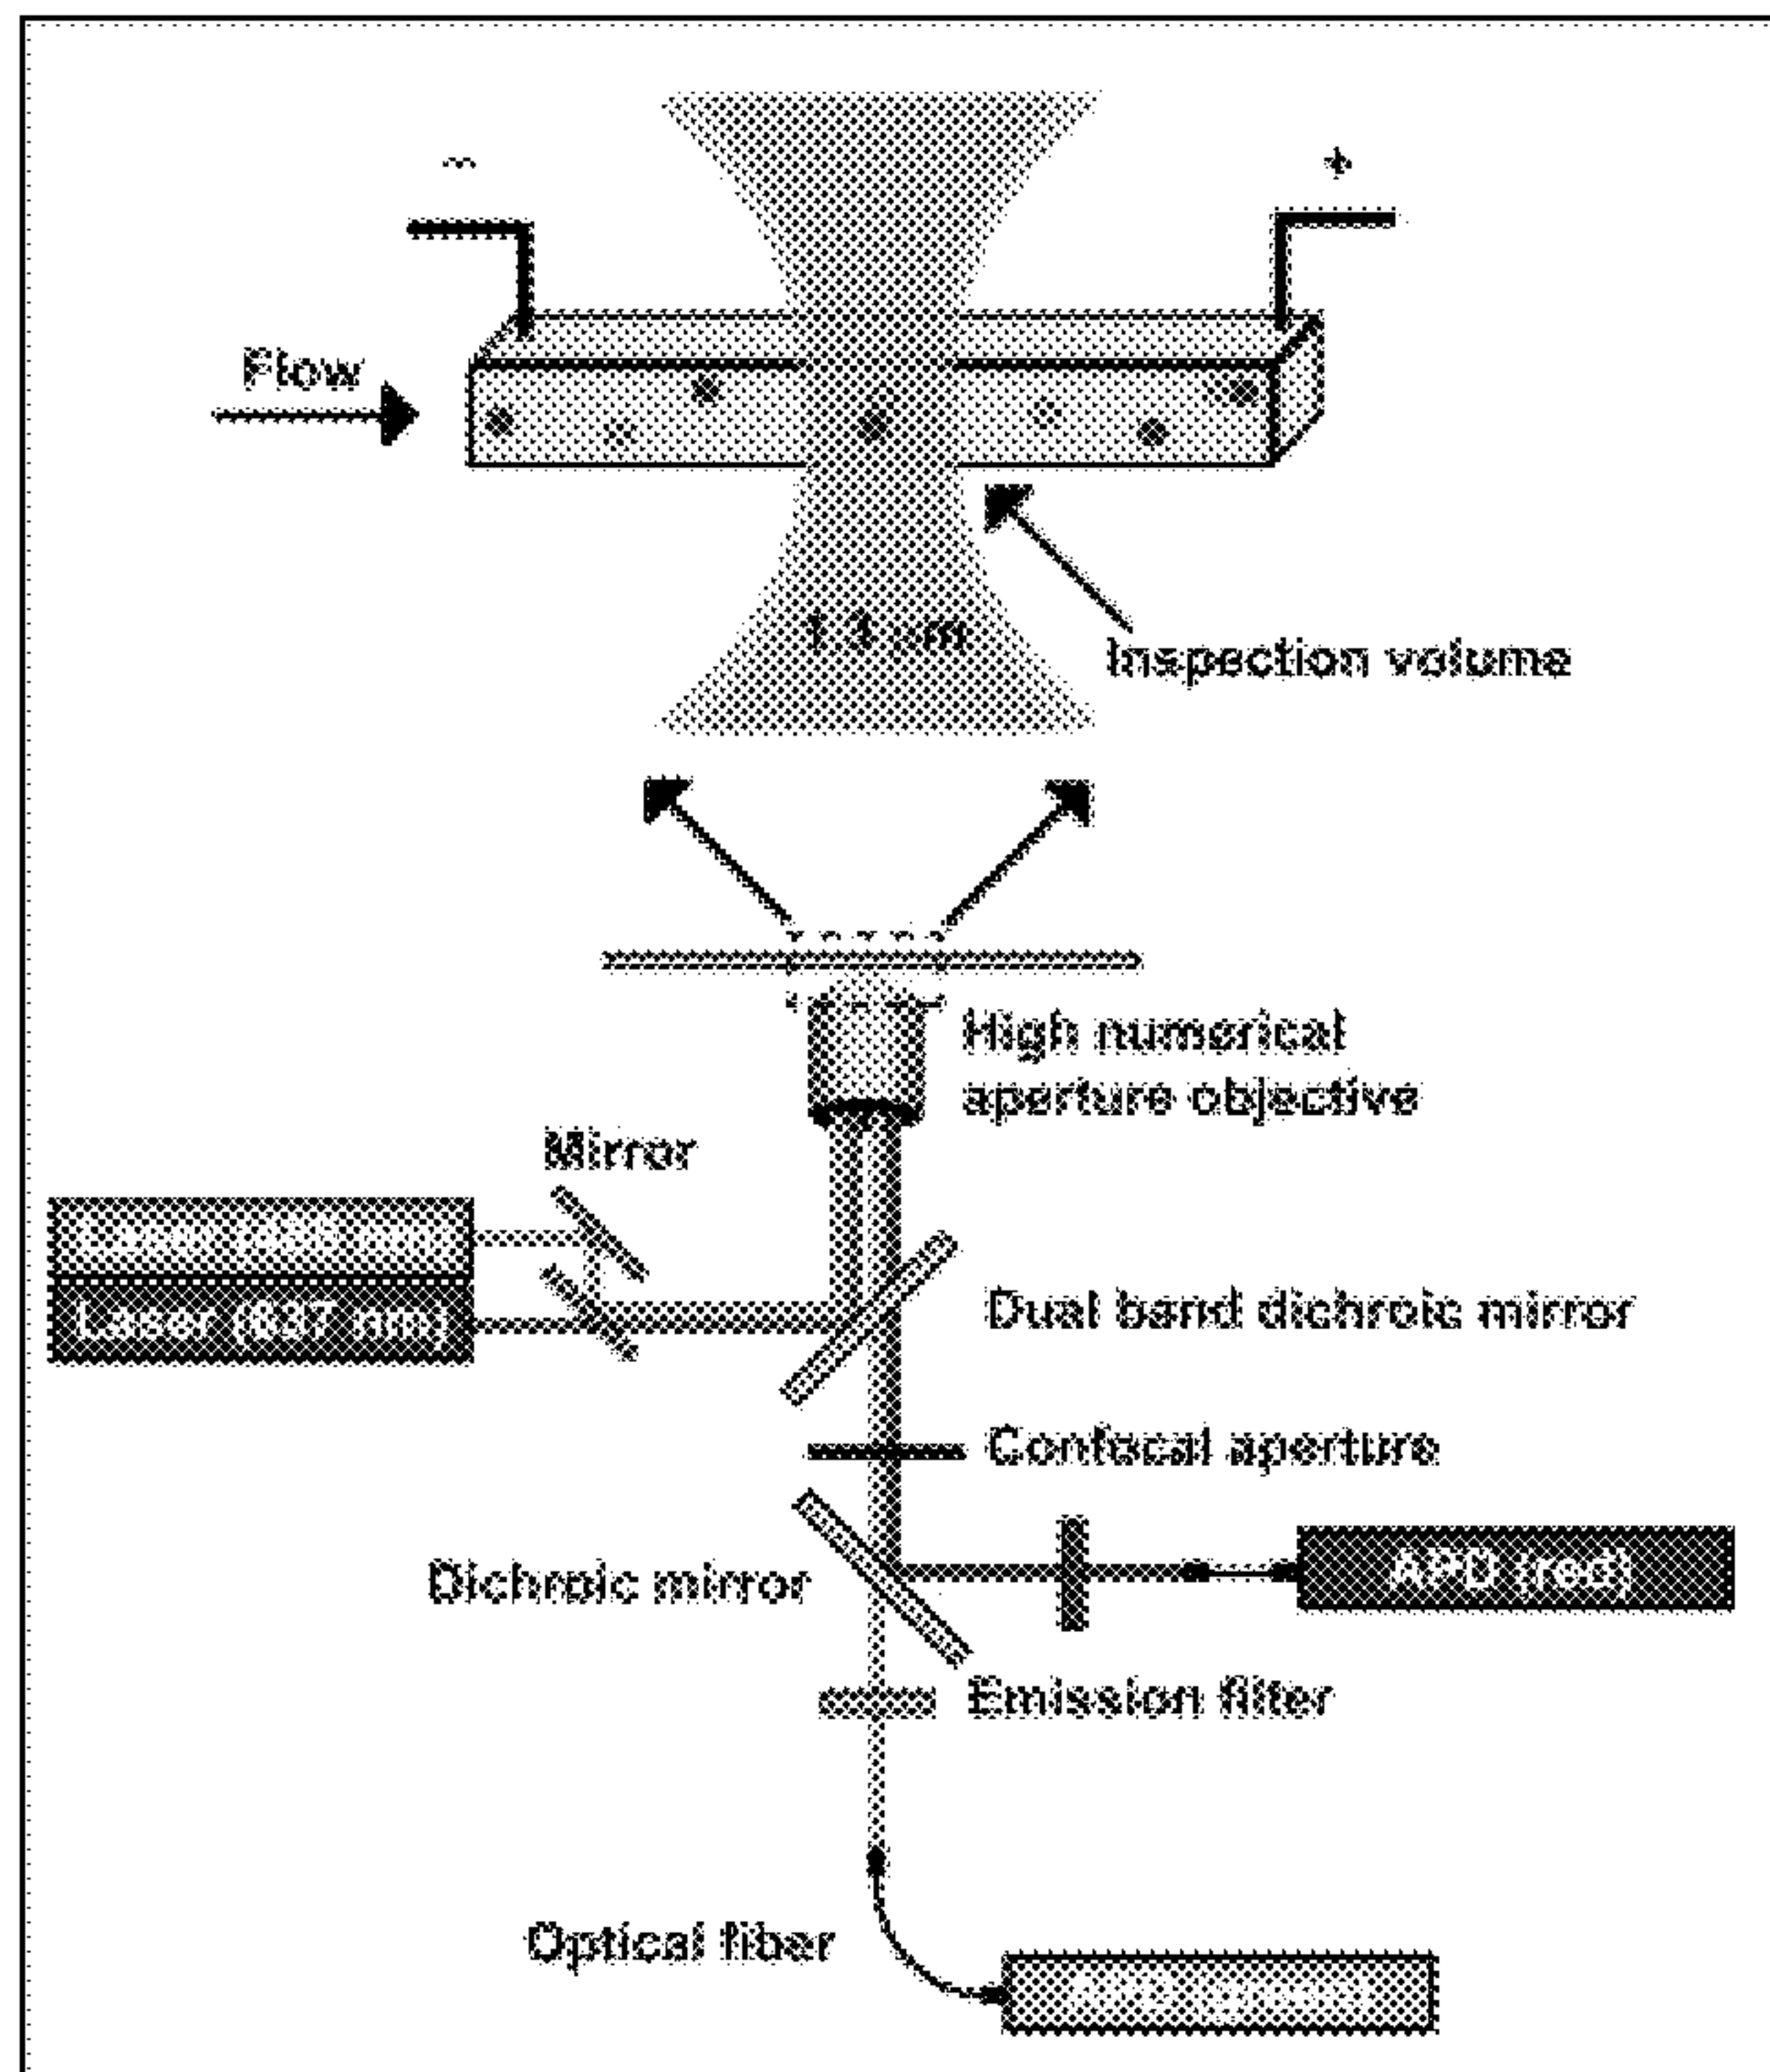 −
+
Flow
Inspection volume
High numerical
aperture objective
Mirror
Laser (637 nm)
Dual band dichroic mirror
Confocal aperture
Dichroic mirror
APD (red)
Emission filter
Optical fiber